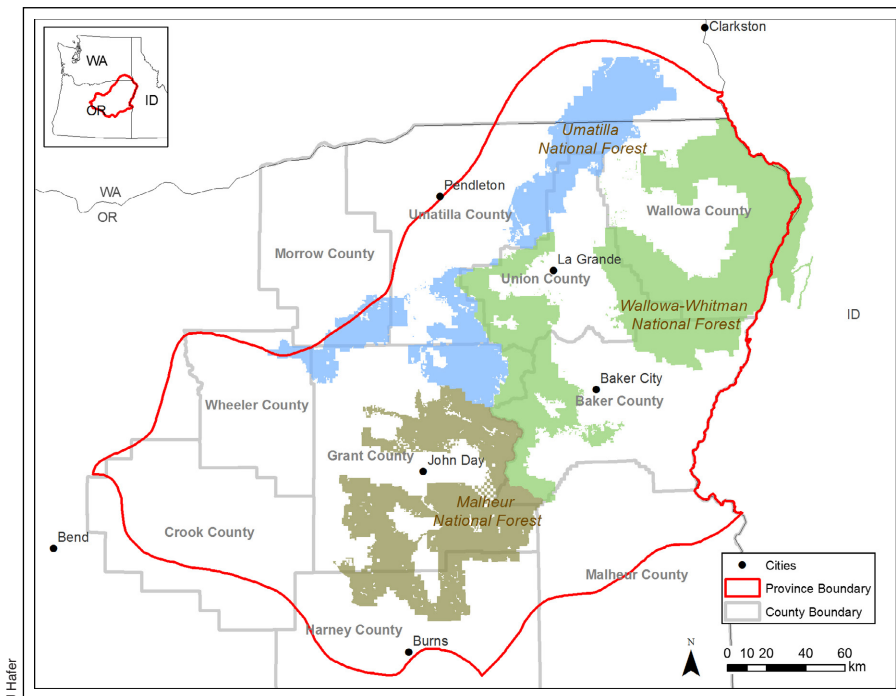 WA
OR
ID
Clarkston
Umatilla
National Forest
WA
OR
Pendleton
Umatilla County
Wallowa County
Morrow County
La Grande
Union County
Wallowa-Whitman
National Forest
ID
Baker City
Baker County
Wheeler County
Grant County
John Day
Malheur
National Forest
Crook County
Bend
Malheur County
Harney County
Burns
Cities
Province Boundary
County Boundary
N
0 10 20 40 60
km
Hafer